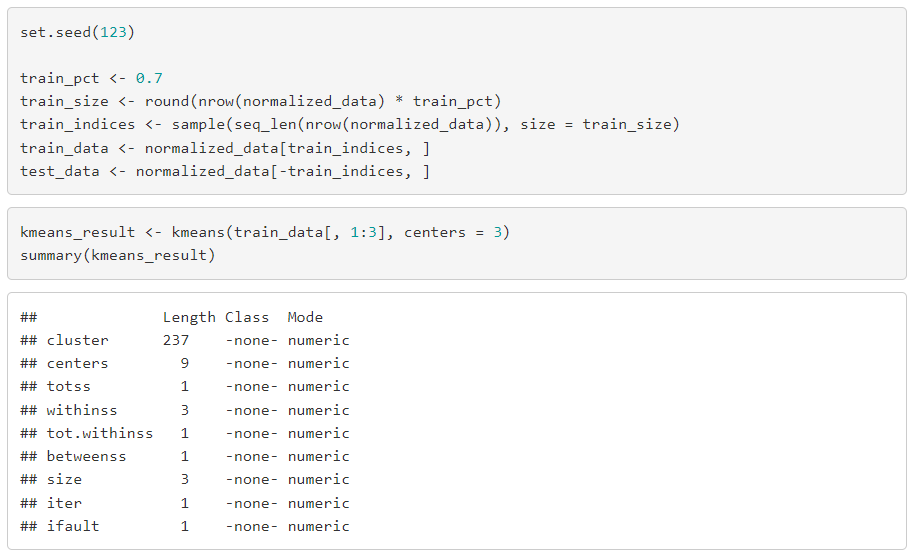 set.seed(123)
train_pct <- 0.7
train_size <- round(nrow(normalized_data) * train_pct)
train_indices <- sample(seq_len(nrow(normalized_data)), size = train_size)
train_data <- normalized_data[train_indices, ]
test_data <- normalized_data[-train_indices, ]
kmeans_result <- kmeans(train_data[, 1:3], centers = 3)
summary(kmeans_result)
##              Length Class  Mode
## cluster      237    -none- numeric
## centers        9    -none- numeric
## totss          1    -none- numeric
## withinss       3    -none- numeric
## tot.withinss   1    -none- numeric
## betweenss      1    -none- numeric
## size           3    -none- numeric
## iter           1    -none- numeric
## ifault         1    -none- numeric